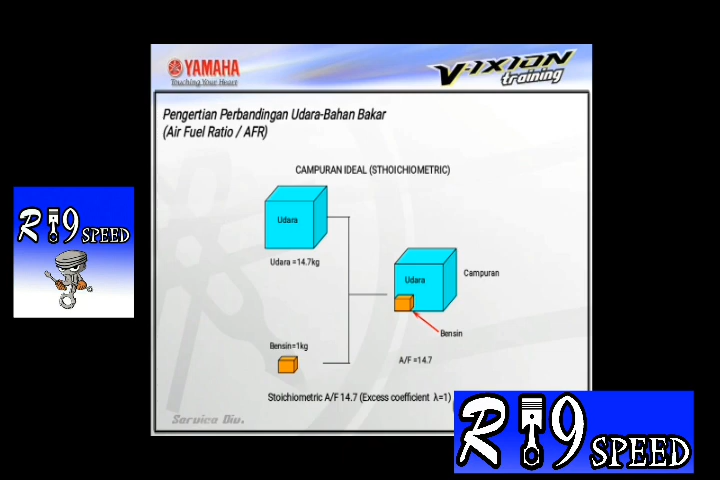 YAMAHA
Touching Your Heart
V-IXION
training
Pengertian Perbandingan Udara-Bahan Bakar
(Air Fuel Ratio / AFR)
CAMPURAN IDEAL (STHOICHIOMETRIC)
Udara
Udara =14.7kg
Udara
Campuran
Bensin
Bensin=1kg
A/F =14.7
Stoichiometric A/F 14.7 (Excess coefficient λ=1)
Service Div.
R 9 SPEED
R 9 SPEED